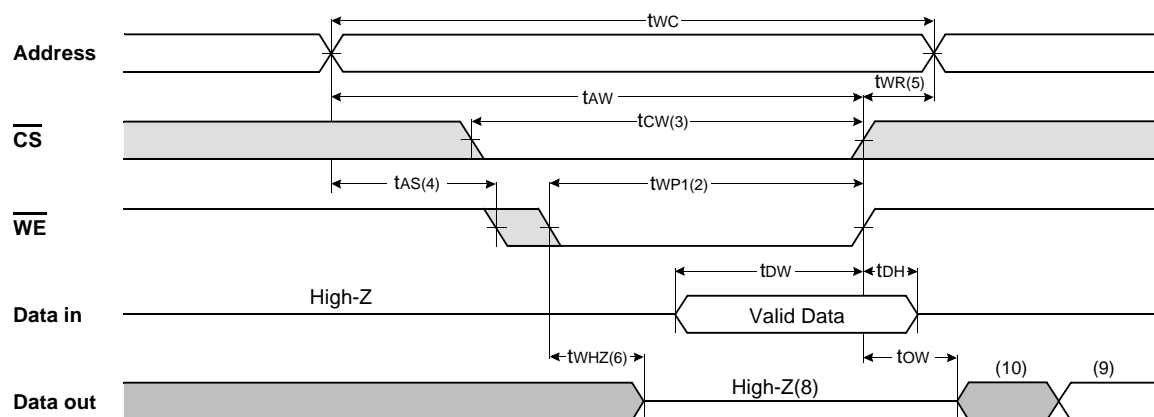 tWC
Address
tWR(5)
tAW
tCW(3)
CS
tAS(4)
tWP1(2)
WE
tDW
tDH
High-Z
Data in
Valid Data
tWHZ(6)
tOW
High-Z(8)
(10)
(9)
Data out